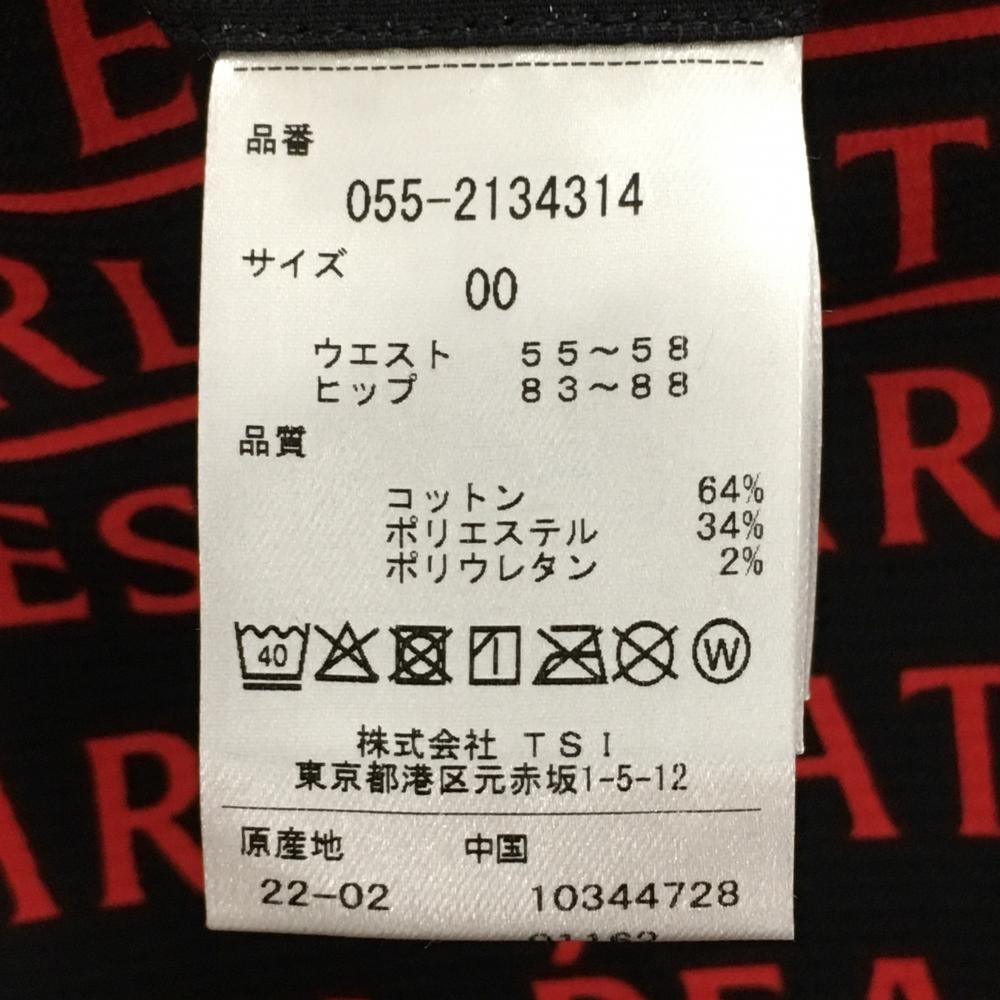 品番
055-2134314
サイズ
00
ウエスト 55～58
ヒップ 83～88
品質
コットン 64%
ポリエステル 34%
ポリウレタン 2%
40 W
株式会社 TSI
東京都港区元赤坂1-5-12
原産地 中国
22-02 10344728